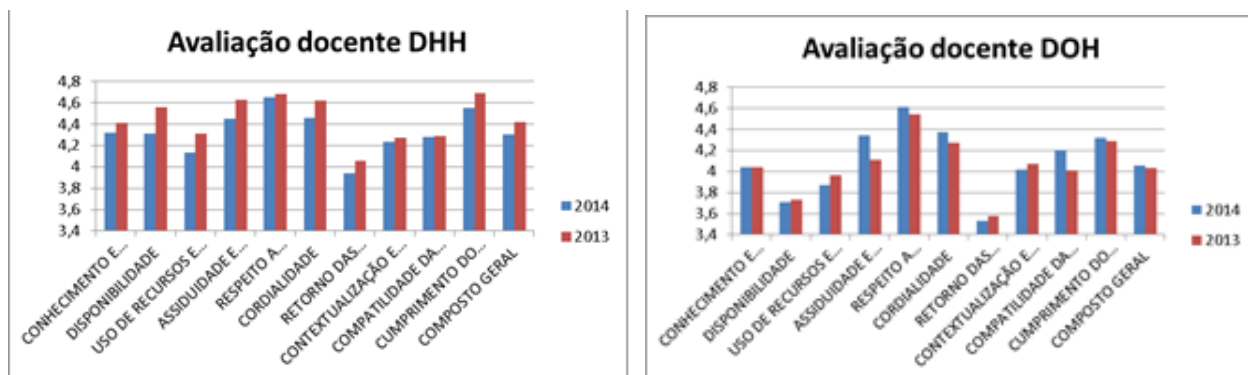 Avaliação docente DHH
4,8
4,6
4,4
4,2
4
3,8
3,6
3,4
2014
2013
CONHECIMENTO E...
DISPONIBILIDADE
USO DE RECURSOS E...
ASSIDUIDADE E...
RESPEITO A...
CORDIALIDADE
RETORNO DAS...
CONTEXTUALIZAÇÃO E...
COMPATILIDADE DA...
CUMPRIMENTO DO...
COMPOSTO GERAL
Avaliação docente DOH
4,8
4,6
4,4
4,2
4
3,8
3,6
3,4
2014
2013
CONHECIMENTO E...
DISPONIBILIDADE
USO DE RECURSOS E...
ASSIDUIDADE E...
RESPEITO A...
CORDIALIDADE
RETORNO DAS...
CONTEXTUALIZAÇÃO E...
COMPATILIDADE DA...
CUMPRIMENTO DO...
COMPOSTO GERAL